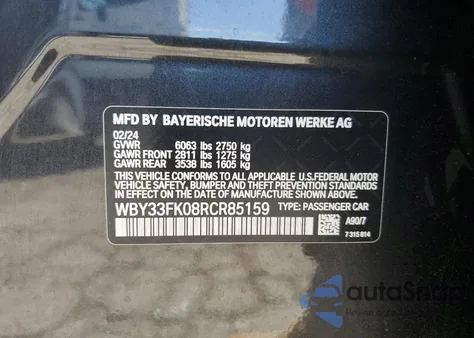 MFD BY BAYERISCHE MOTOREN WERKE AG
02/24
GVWR 6063 lbs 2750 kg
GAWR FRONT 2811 lbs 1275 kg
GAWR REAR 3538 lbs 1605 kg
THIS VEHICLE CONFORMS TO ALL APPLICABLE U.S.FEDERAL MOTOR
VEHICLE SAFETY, BUMPER AND THEFT PREVENTION STANDARDS
IN EFFECT ON THE DATE OF MANUFACTURE SHOWN ABOVE.
WBY33FK08RCR85159 TYPE: PASSENGER CAR
A90/7
7315814
autoSnap